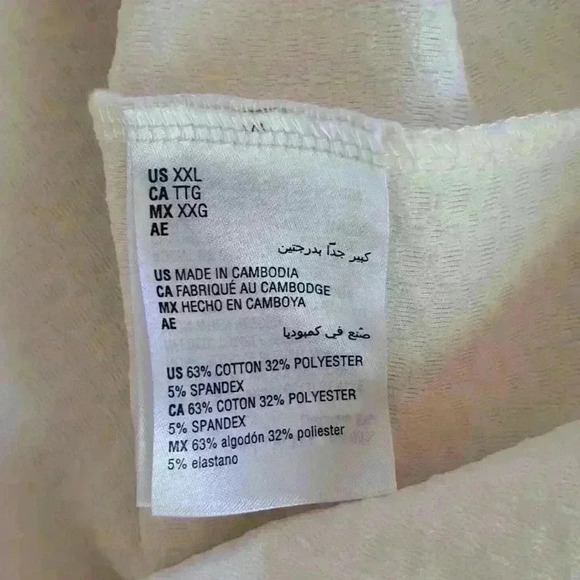 US XXL
CA TTG
MX XXG
AE
كبير جداً بدرجتين
US MADE IN CAMBODIA
CA FABRIQUÉ AU CAMBODGE
MX HECHO EN CAMBOYA
AE
صُنع في كمبوديا
US 63% COTTON 32% POLYESTER
5% SPANDEX
CA 63% COTON 32% POLYESTER
5% SPANDEX
MX 63% algodón 32% poliester
5% elastano